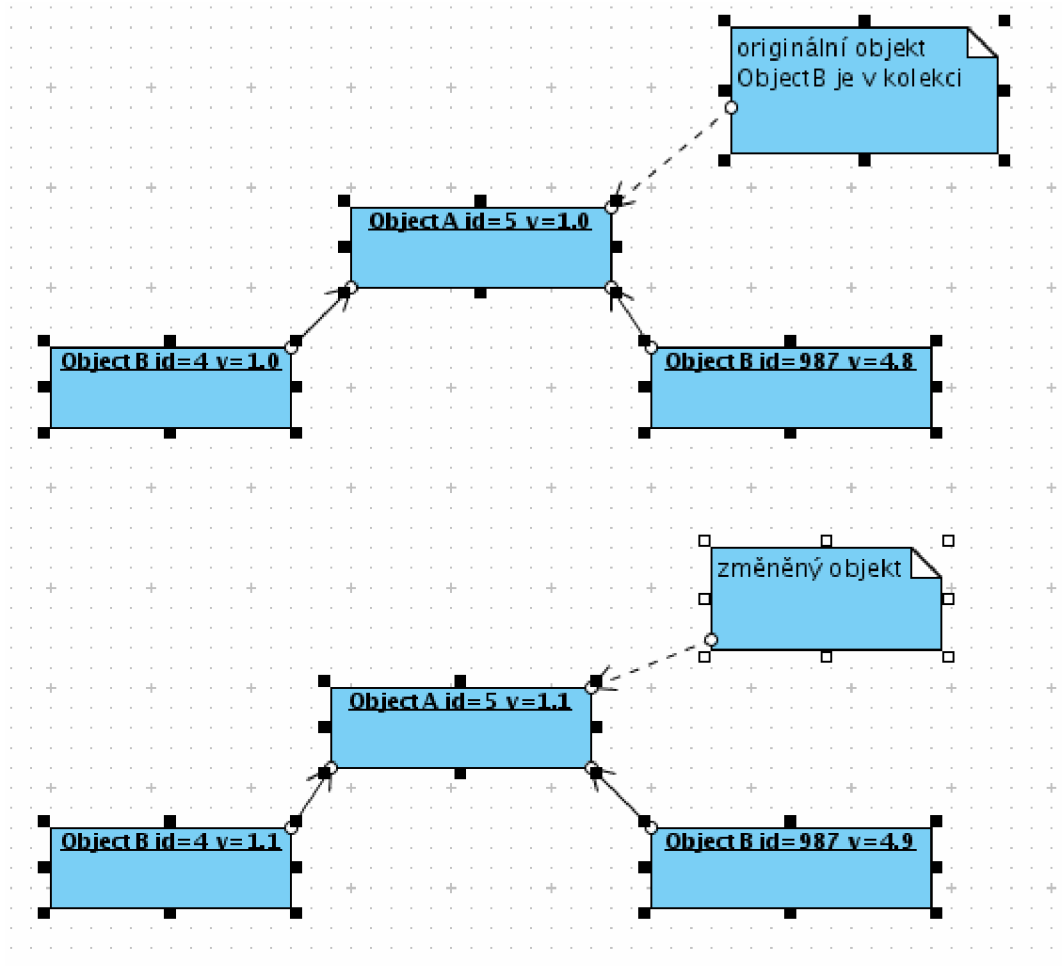 originální objekt
ObjectB je v kolekci
Object A id=5 v=1.0
Object B id=4 v=1.0
Object B id=987 v=4.8
změněný objekt
Object A id=5 v=1.1
Object B id=4 v=1.1
Object B id=987 v=4.9